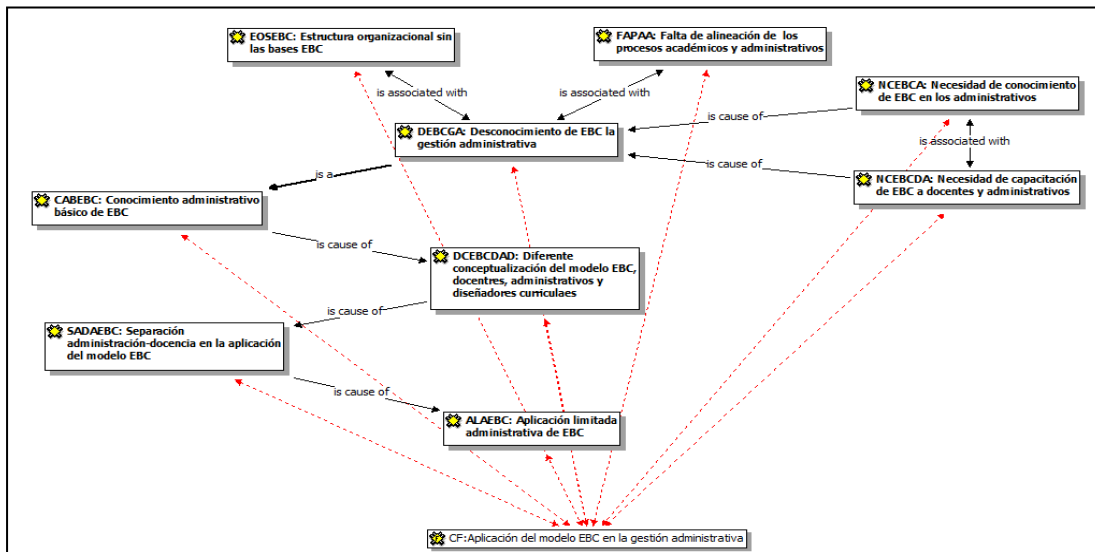 EOSEBC: Estructura organizacional sin
las bases EBC
FAPAA: Falta de alineación de los
procesos académicos y administrativos
is associated with
is associated with
NCEBCA: Necesidad de conocimiento
de EBC en los administrativos
is cause of
DEBCGA: Desconocimiento de EBC la
gestión administrativa
is associated with
is cause of
is a
NCEBCDA: Necesidad de capacitación
de EBC a docentes y administrativos
CABEBC: Conocimiento administrativo
básico de EBC
is cause of
DCEBCDAD: Diferente
conceptualización del modelo EBC,
docentres, administrativos y
diseñadores curriculaes
is cause of
SADAEBC: Separación
administración-docencia en la aplicación
del modelo EBC
is cause of
ALAEBC: Aplicación limitada
administrativa de EBC
CF:Aplicación del modelo EBC en la gestión administrativa